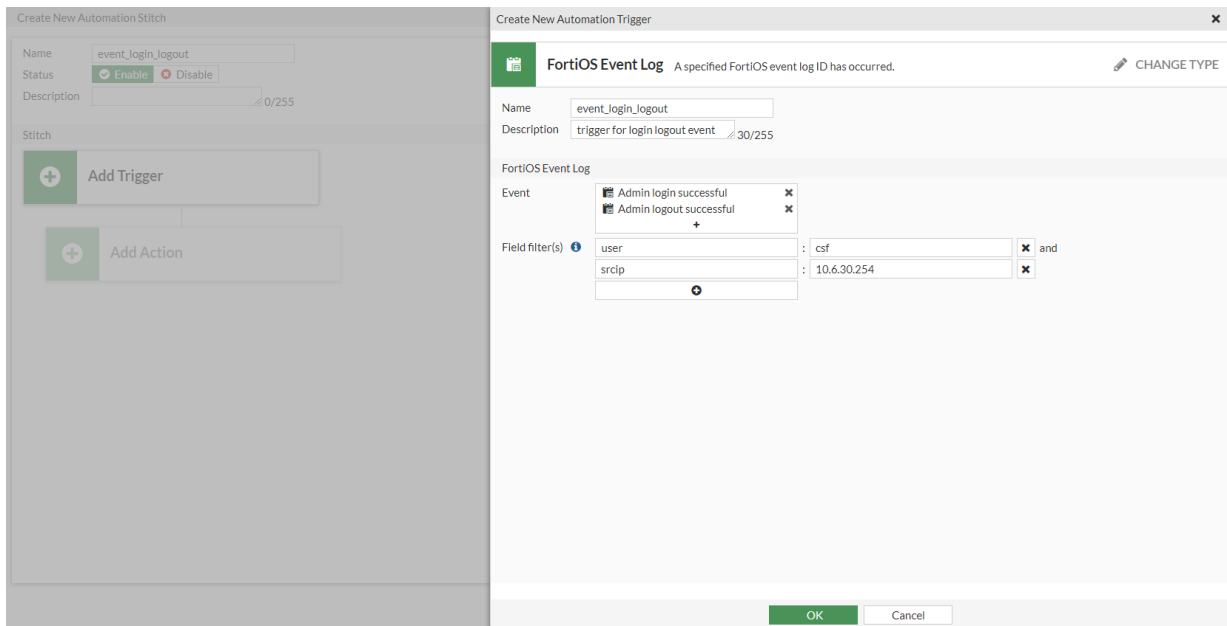 Create New Automation Stitch
Name event_login_logout
Status Enable Disable
Description 0/255
Stitch
Add Trigger
Add Action
Create New Automation Trigger
FortiOS Event Log A specified FortiOS event log ID has occurred. CHANGE TYPE
Name event_login_logout
Description trigger for login logout event 30/255
FortiOS Event Log
Event Admin login successful
Admin logout successful
Field filter(s) user : csf and
srcip : 10.6.30.254
OK Cancel